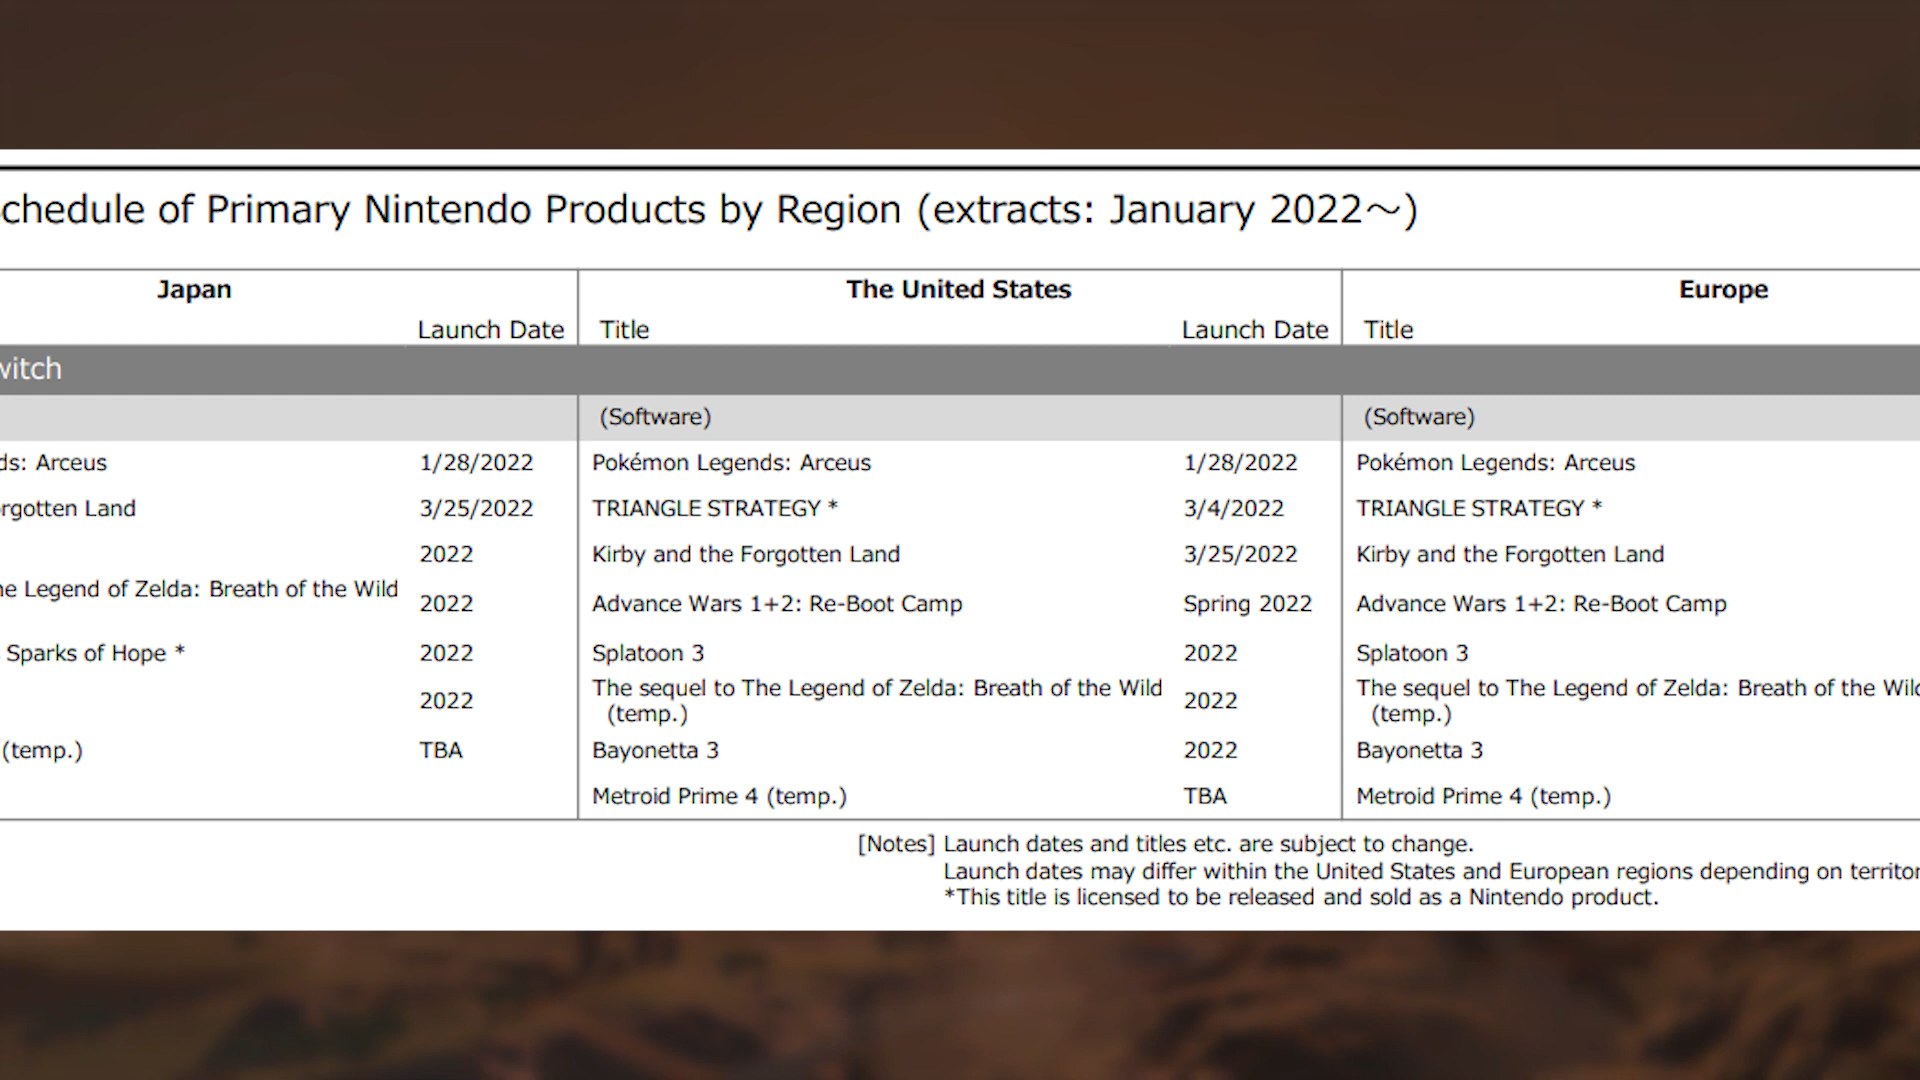 chedule of Primary Nintendo Products by Region (extracts: January 2022～)
Japan The United States Europe
Launch Date Title Launch Date Title
witch
(Software) (Software)
ds: Arceus 1/28/2022 Pokémon Legends: Arceus 1/28/2022 Pokémon Legends: Arceus
rgotten Land 3/25/2022 TRIANGLE STRATEGY * 3/4/2022 TRIANGLE STRATEGY *
2022 Kirby and the Forgotten Land 3/25/2022 Kirby and the Forgotten Land
he Legend of Zelda: Breath of the Wild 2022 Advance Wars 1+2: Re-Boot Camp Spring 2022 Advance Wars 1+2: Re-Boot Camp
Sparks of Hope * 2022 Splatoon 3 2022 Splatoon 3
2022 The sequel to The Legend of Zelda: Breath of the Wild 2022 The sequel to The Legend of Zelda: Breath of the Wild
(temp.) (temp.)
(temp.) TBA Bayonetta 3 2022 Bayonetta 3
Metroid Prime 4 (temp.) TBA Metroid Prime 4 (temp.)
[Notes] Launch dates and titles etc. are subject to change.
Launch dates may differ within the United States and European regions depending on territor
*This title is licensed to be released and sold as a Nintendo product.